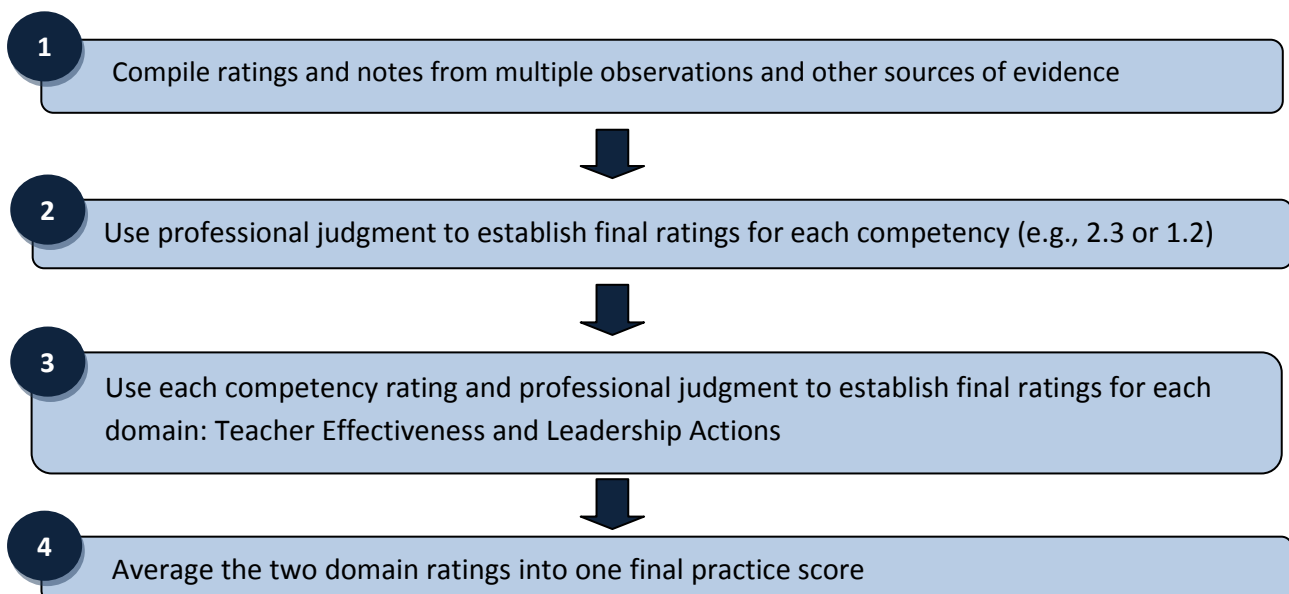 1
Compile ratings and notes from multiple observations and other sources of evidence
2
Use professional judgment to establish final ratings for each competency (e.g., 2.3 or 1.2)
3
Use each competency rating and professional judgment to establish final ratings for each
domain: Teacher Effectiveness and Leadership Actions
4
Average the two domain ratings into one final practice score